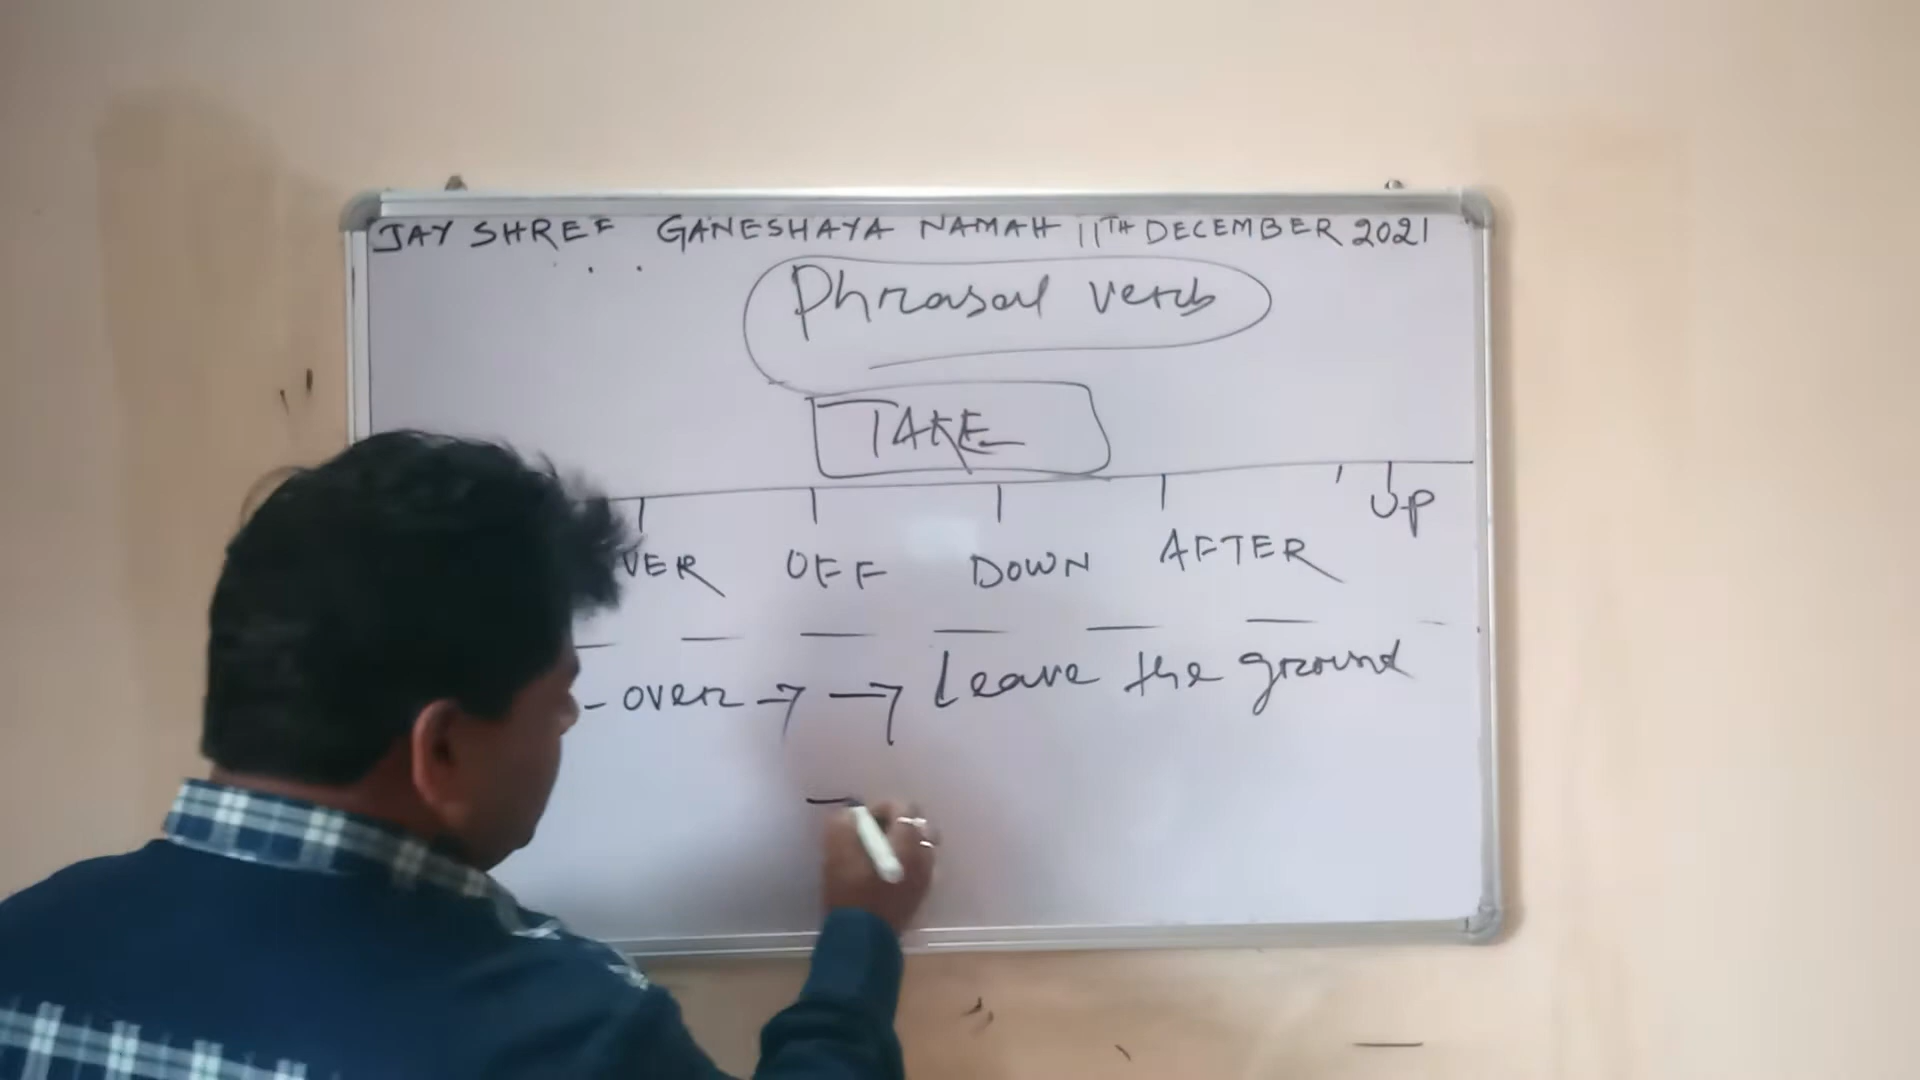 JAY SHREE GANESHAYA NAMAH 11TH DECEMBER 2021
Phrasal verb
TAKE
UP
VER OFF DOWN AFTER
- over → → Leave the ground